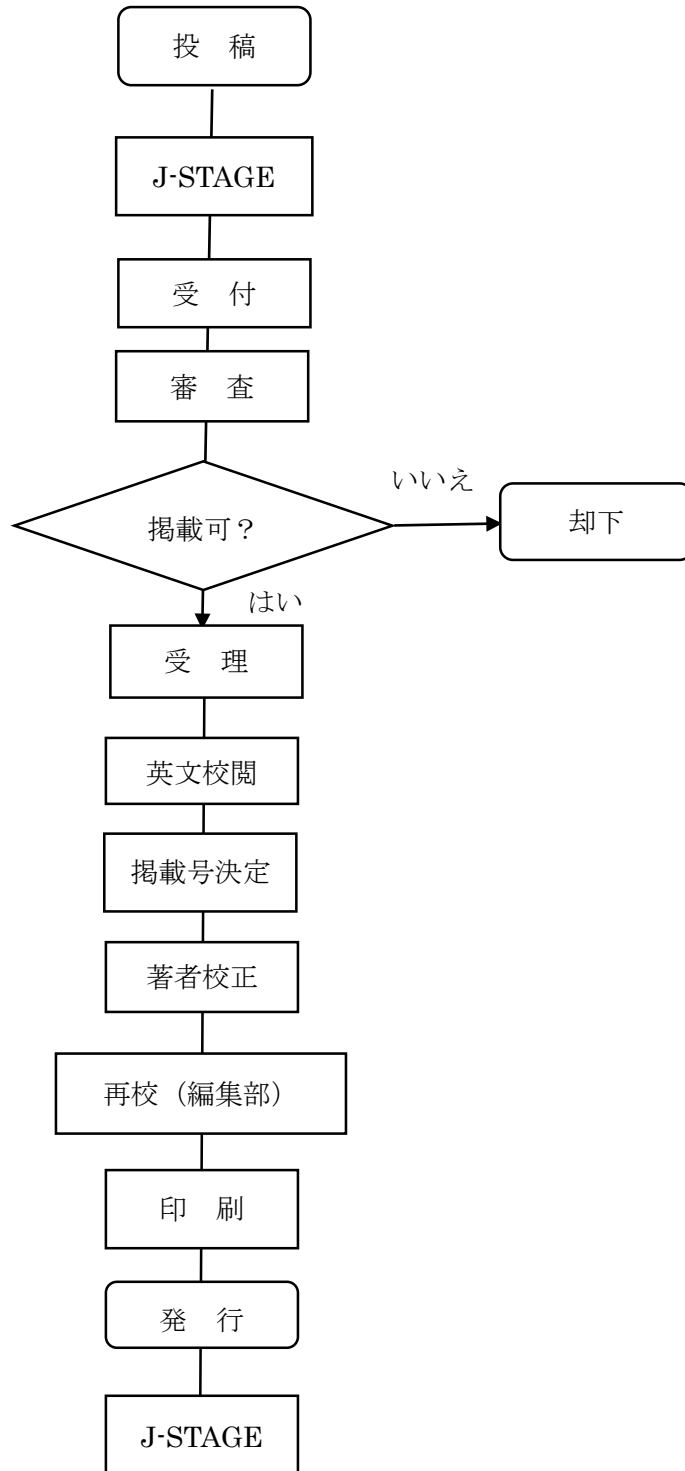 投　稿
J-STAGE
受　付
審　査
掲載可？
いいえ
却下
はい
受　理
英文校閲
掲載号決定
著者校正
再校（編集部）
印　刷
発　行
J-STAGE